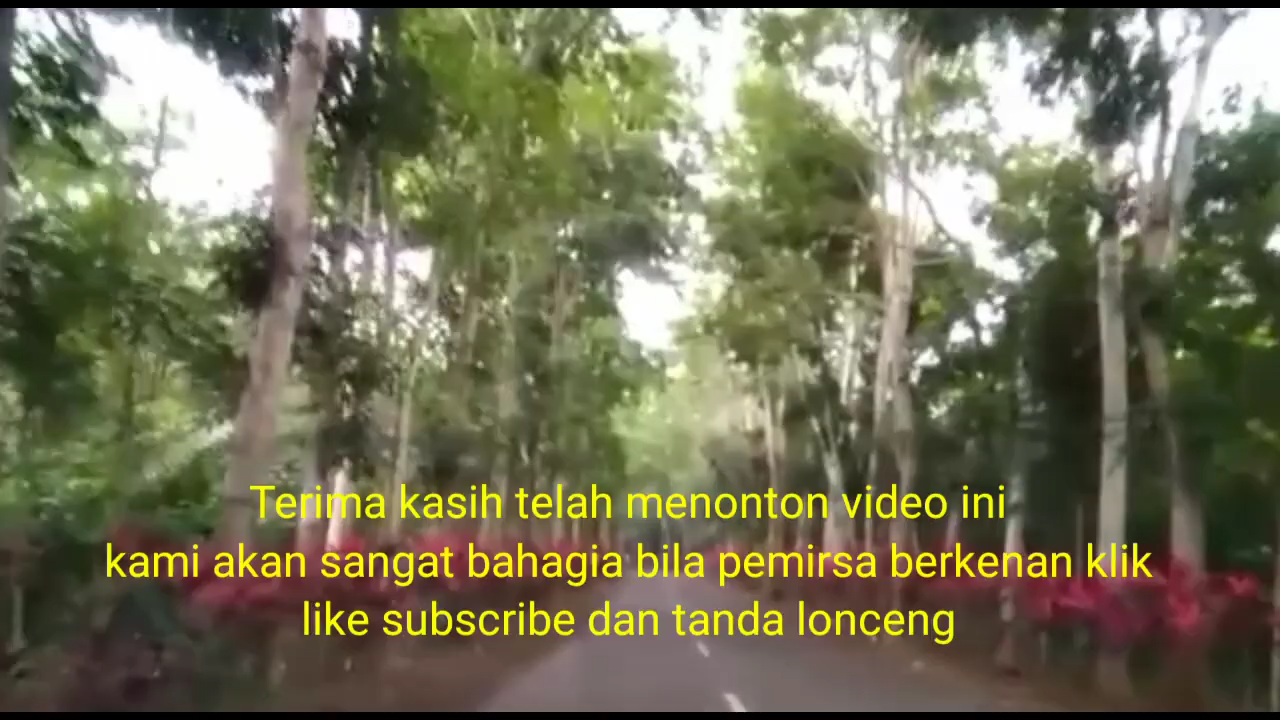 Terima kasih telah menonton video ini
kami akan sangat bahagia bila pemirsa berkenan klik
like subscribe dan tanda lonceng